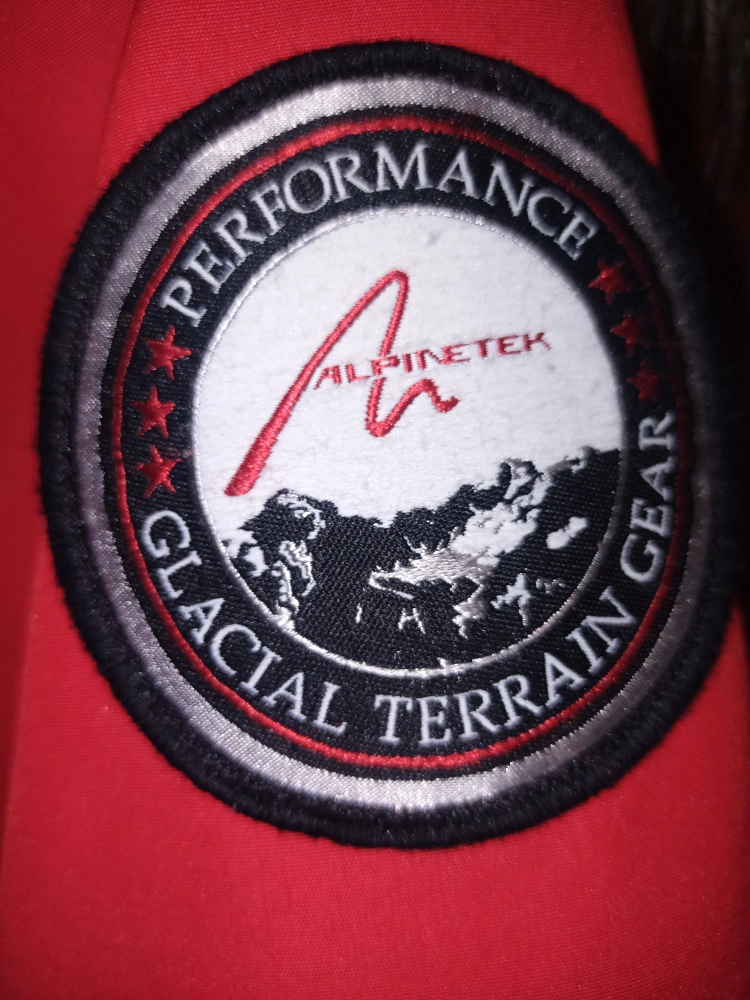 PERFORMANCE
ALPINETEK
GLACIAL TERRAIN GEAR